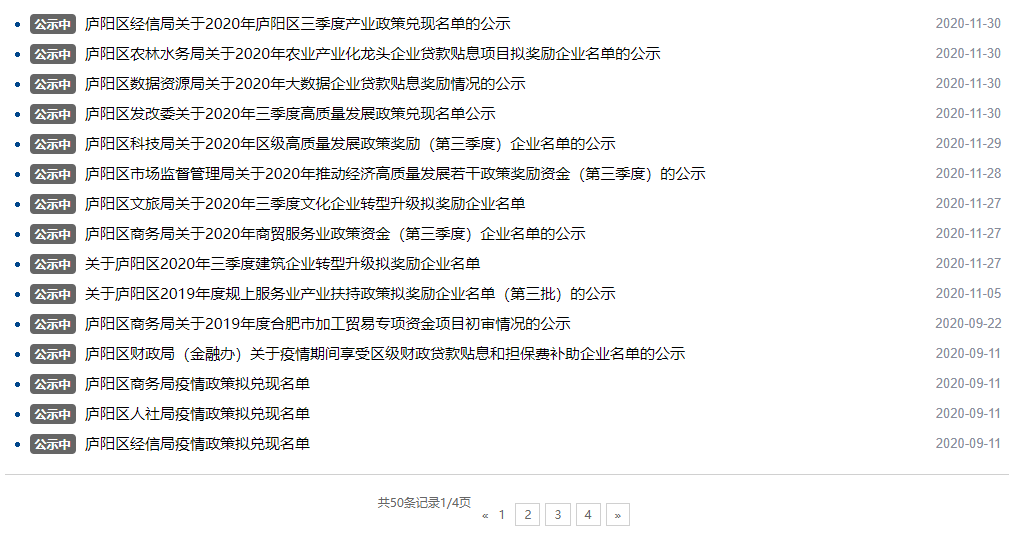 公示中 庐阳区经信局关于2020年庐阳区三季度产业政策兑现名单的公示 2020-11-30
公示中 庐阳区农林水务局关于2020年农业产业化龙头企业贷款贴息项目拟奖励企业名单的公示 2020-11-30
公示中 庐阳区数据资源局关于2020年大数据企业贷款贴息奖励情况的公示 2020-11-30
公示中 庐阳区发改委关于2020年三季度高质量发展政策兑现名单公示 2020-11-30
公示中 庐阳区科技局关于2020年区级高质量发展政策奖励（第三季度）企业名单的公示 2020-11-29
公示中 庐阳区市场监督管理局关于2020年推动经济高质量发展若干政策奖励资金（第三季度）的公示 2020-11-28
公示中 庐阳区文旅局关于2020年三季度文化企业转型升级拟奖励企业名单 2020-11-27
公示中 庐阳区商务局关于2020年商贸服务业政策资金（第三季度）企业名单的公示 2020-11-27
公示中 关于庐阳区2020年三季度建筑企业转型升级拟奖励企业名单 2020-11-27
公示中 关于庐阳区2019年度规上服务业产业扶持政策拟奖励企业名单（第三批）的公示 2020-11-05
公示中 庐阳区商务局关于2019年度合肥市加工贸易专项资金项目初审情况的公示 2020-09-22
公示中 庐阳区财政局（金融办）关于疫情期间享受区级财政贷款贴息和担保费补助企业名单的公示 2020-09-11
公示中 庐阳区商务局疫情政策拟兑现名单 2020-09-11
公示中 庐阳区人社局疫情政策拟兑现名单 2020-09-11
公示中 庐阳区经信局疫情政策拟兑现名单 2020-09-11
共50条记录1/4页 « 1 2 3 4 »